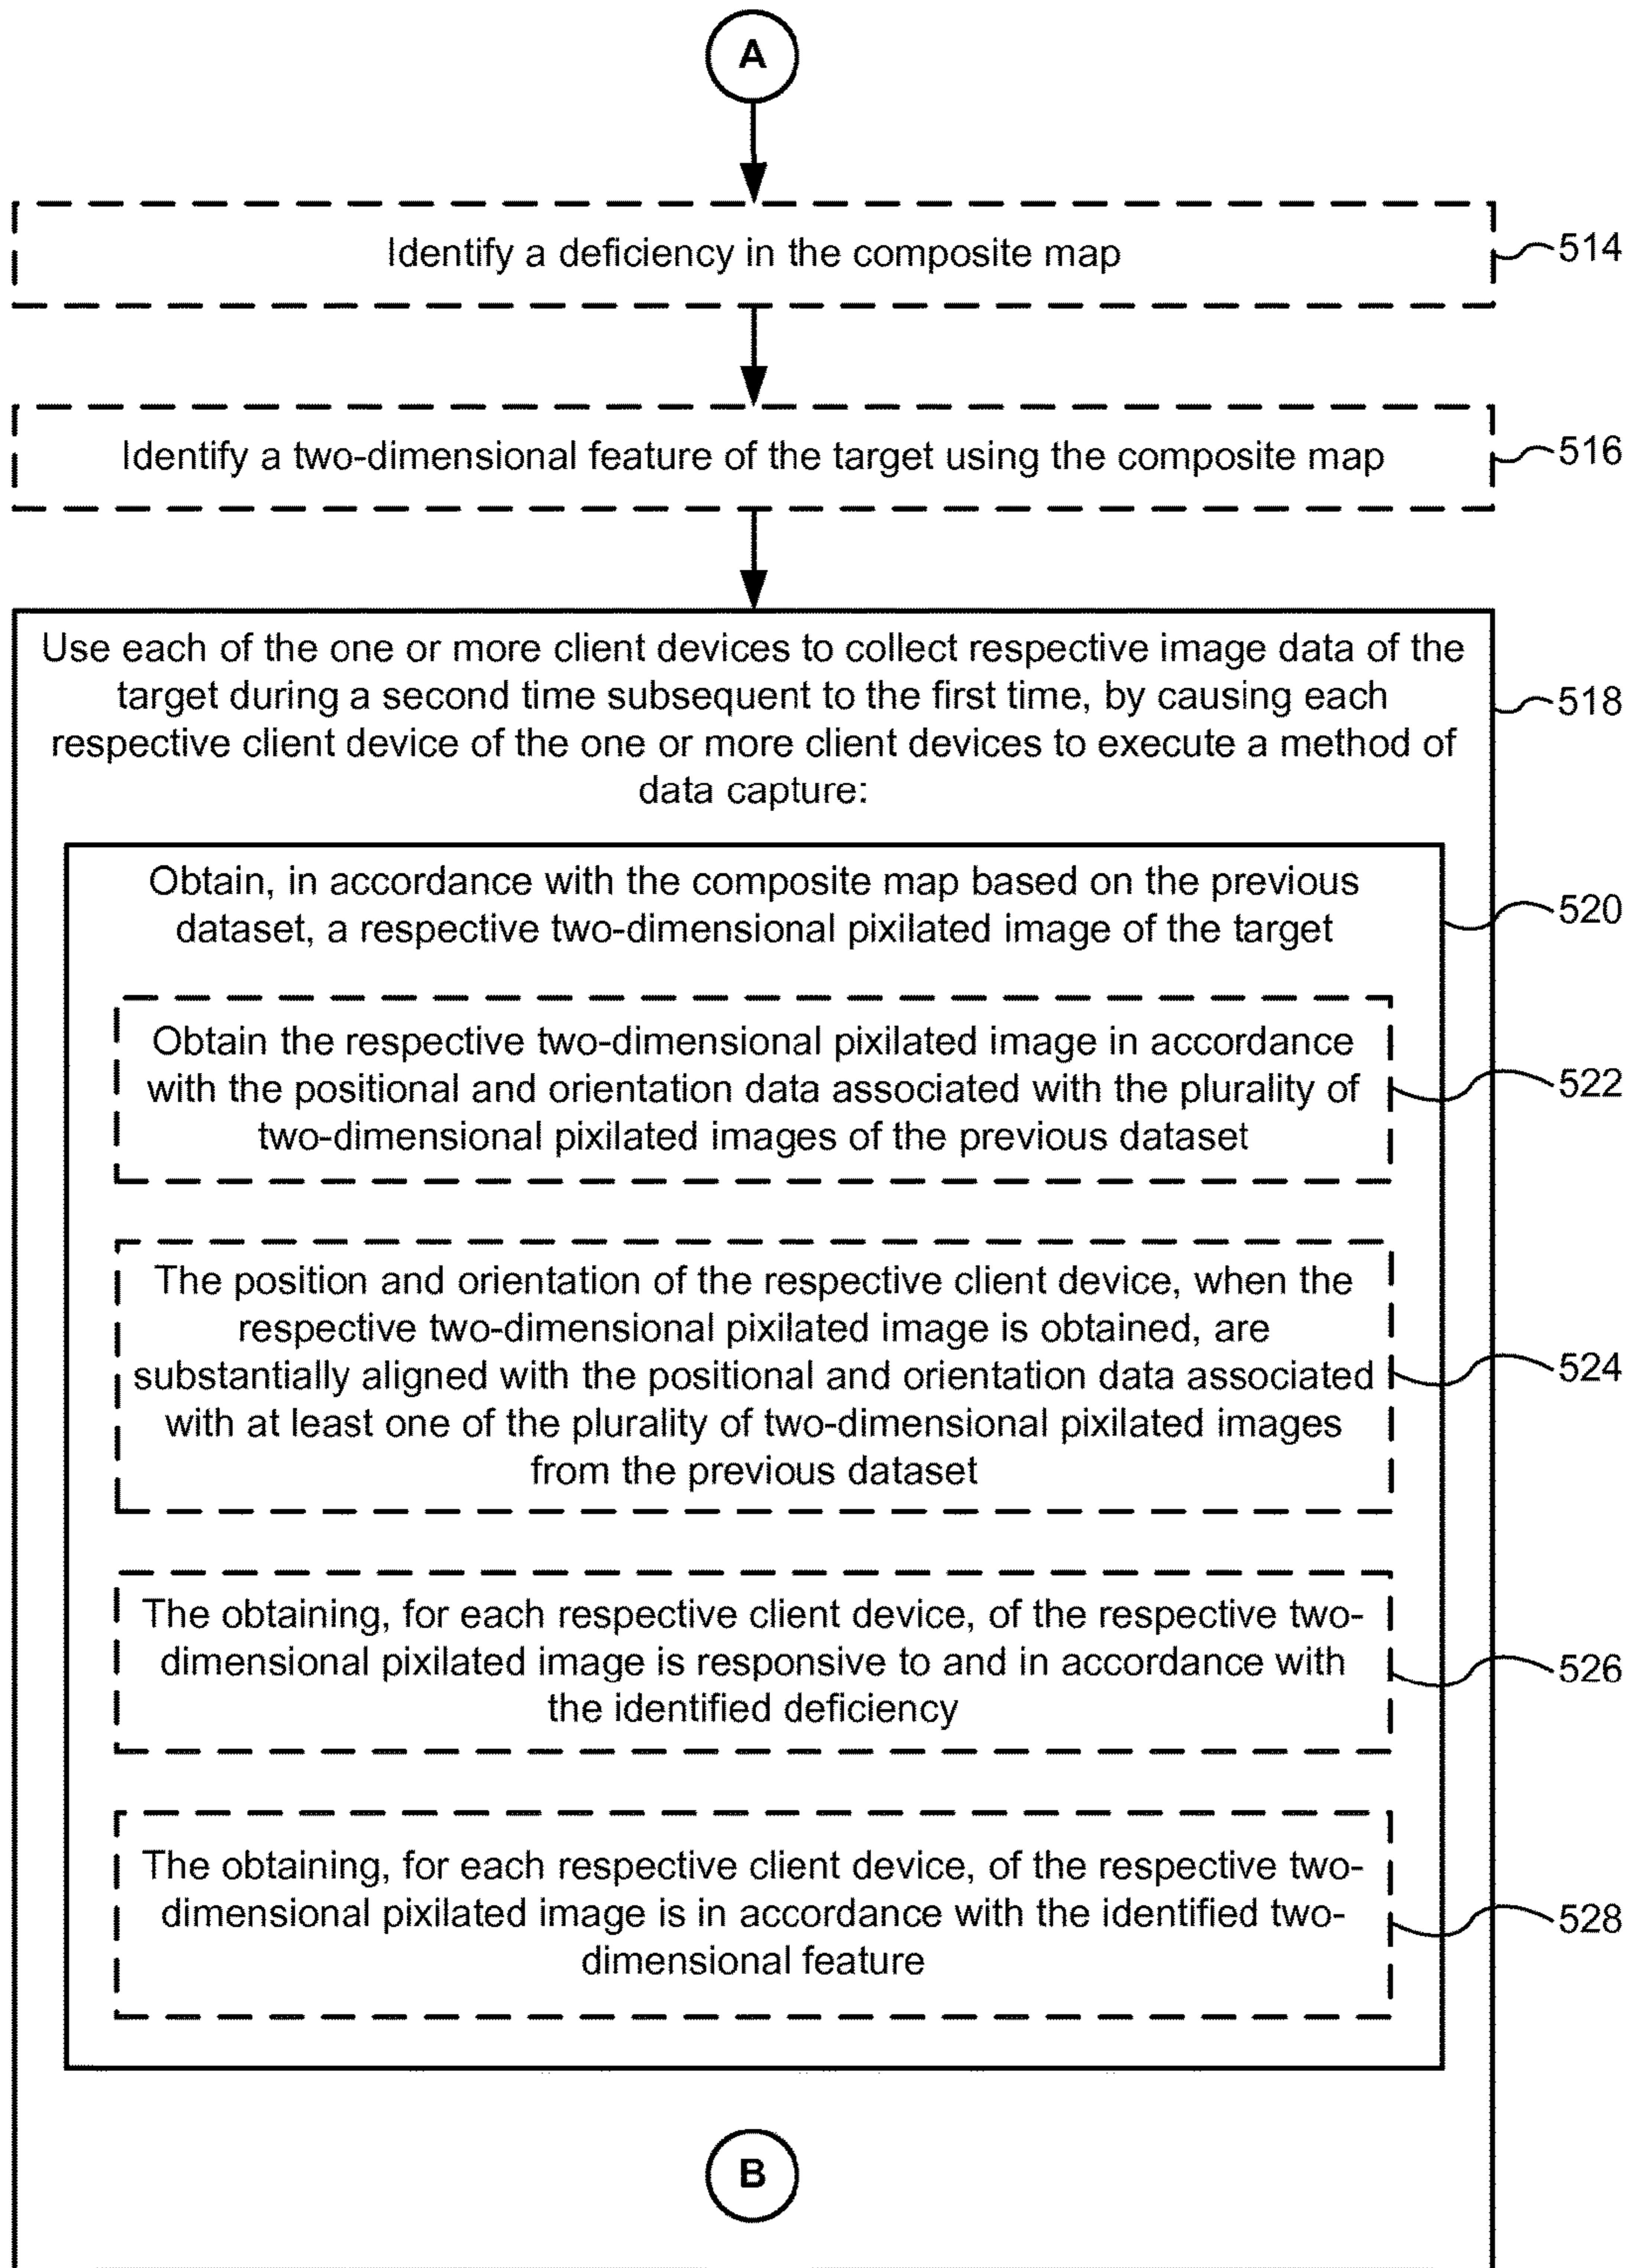 A
Identify a deficiency in the composite map
514
Identify a two-dimensional feature of the target using the composite map
516
Use each of the one or more client devices to collect respective image data of the
target during a second time subsequent to the first time, by causing each
respective client device of the one or more client devices to execute a method of
data capture:
518
Obtain, in accordance with the composite map based on the previous
dataset, a respective two-dimensional pixilated image of the target
520
Obtain the respective two-dimensional pixilated image in accordance
with the positional and orientation data associated with the plurality of
two-dimensional pixilated images of the previous dataset
522
The position and orientation of the respective client device, when the
respective two-dimensional pixilated image is obtained, are
substantially aligned with the positional and orientation data associated
with at least one of the plurality of two-dimensional pixilated images
from the previous dataset
524
The obtaining, for each respective client device, of the respective two-
dimensional pixilated image is responsive to and in accordance with
the identified deficiency
526
The obtaining, for each respective client device, of the respective two-
dimensional pixilated image is in accordance with the identified two-
dimensional feature
528
B